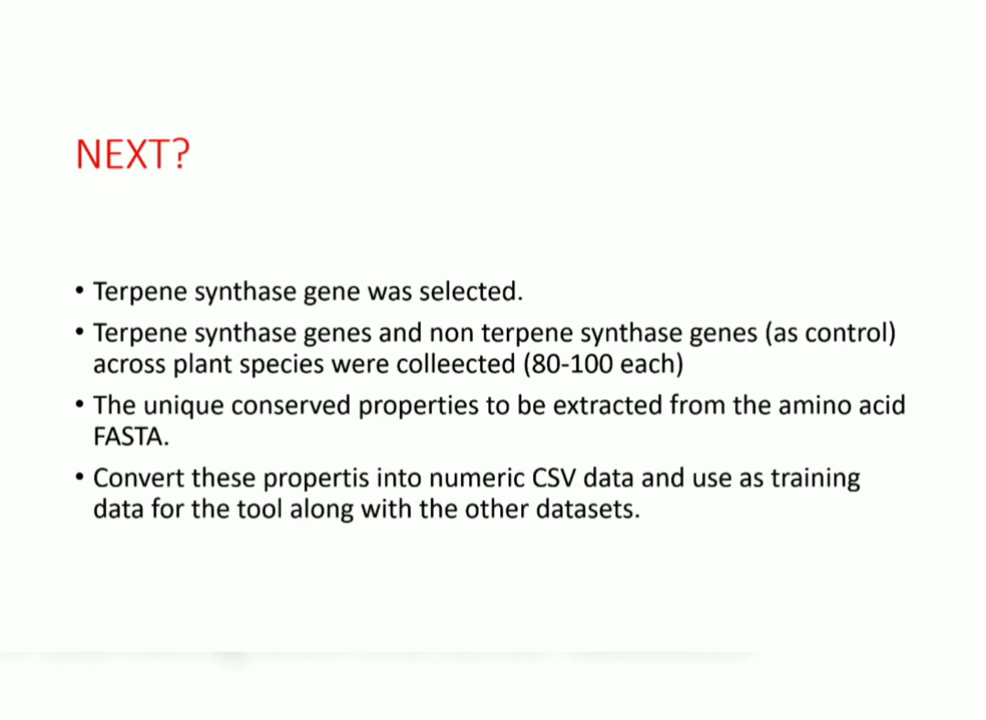 NEXT?
• Terpene synthase gene was selected.
• Terpene synthase genes and non terpene synthase genes (as control)
across plant species were colleected (80-100 each)
• The unique conserved properties to be extracted from the amino acid
FASTA.
• Convert these propertis into numeric CSV data and use as training
data for the tool along with the other datasets.